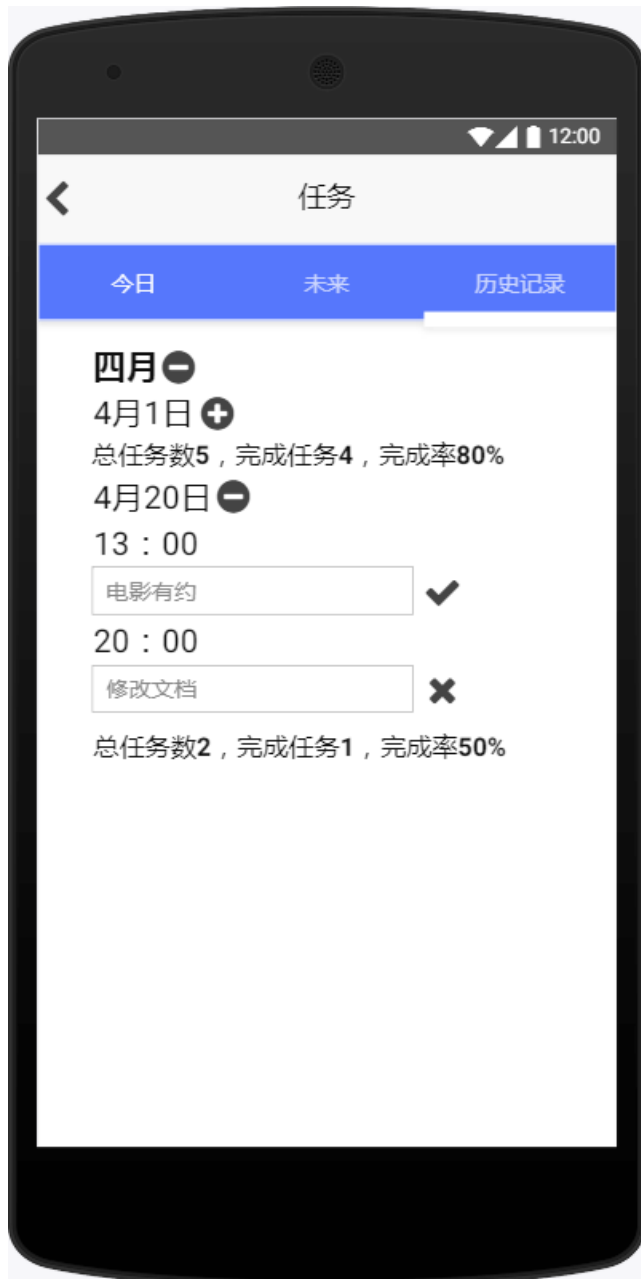 12:00
任务
今日 未来 历史记录
四月
4月1日
总任务数5，完成任务4，完成率80%
4月20日
13：00
电影有约
20：00
修改文档
总任务数2，完成任务1，完成率50%